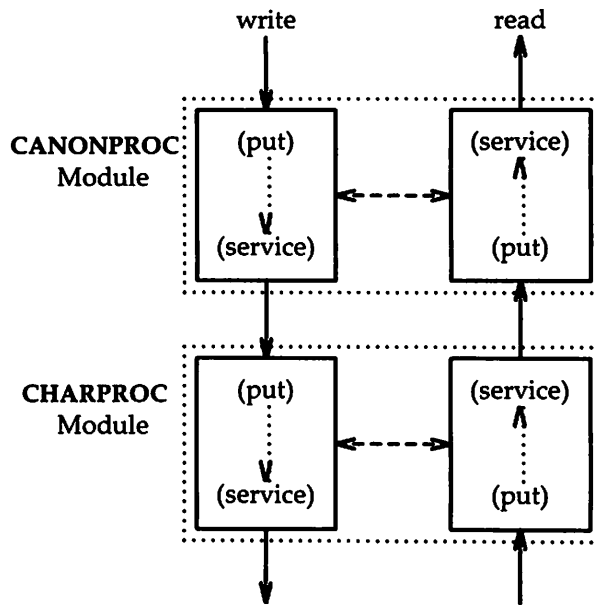 write
read
CANONPROC
Module
(put)
(service)
(service)
(put)
CHARPROC
Module
(put)
(service)
(service)
(put)